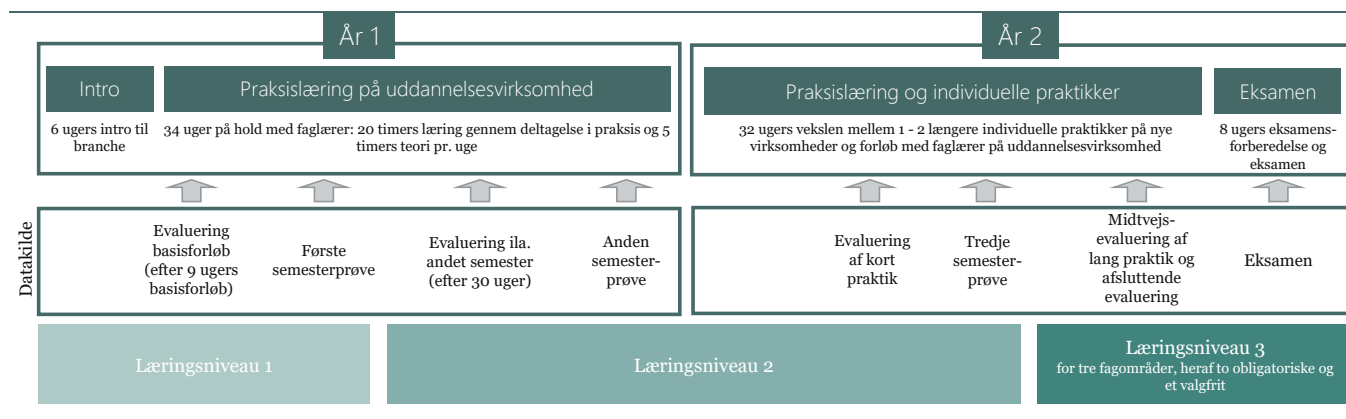 År 1
År 2
Intro
Praksislæring på uddannelsesvirksomhed
Praksislæring og individuelle praktikker
Eksamen
6 ugers intro til
branche
34 uger på hold med faglærer: 20 timers læring gennem deltagelse i praksis og 5
timers teori pr. uge
32 ugers vekslen mellem 1 - 2 længere individuelle praktikker på nye
virksomheder og forløb med faglærer på uddannelsesvirksomhed
8 ugers eksamens-
forberedelse og
eksamen
Datakilde
Evaluering
basisforløb
(efter 9 ugers
basisforløb)
Første
semesterprøve
Evaluering ila.
andet semester
(efter 30 uger)
Anden
semester-
prøve
Evaluering
af kort
praktik
Tredje
semester-
prøve
Midtvejs-
evaluering af
lang praktik og
afsluttende
evaluering
Eksamen
Læringsniveau 1
Læringsniveau 2
Læringsniveau 3
for tre fagområder, heraf to obligatoriske og
et valgfrit